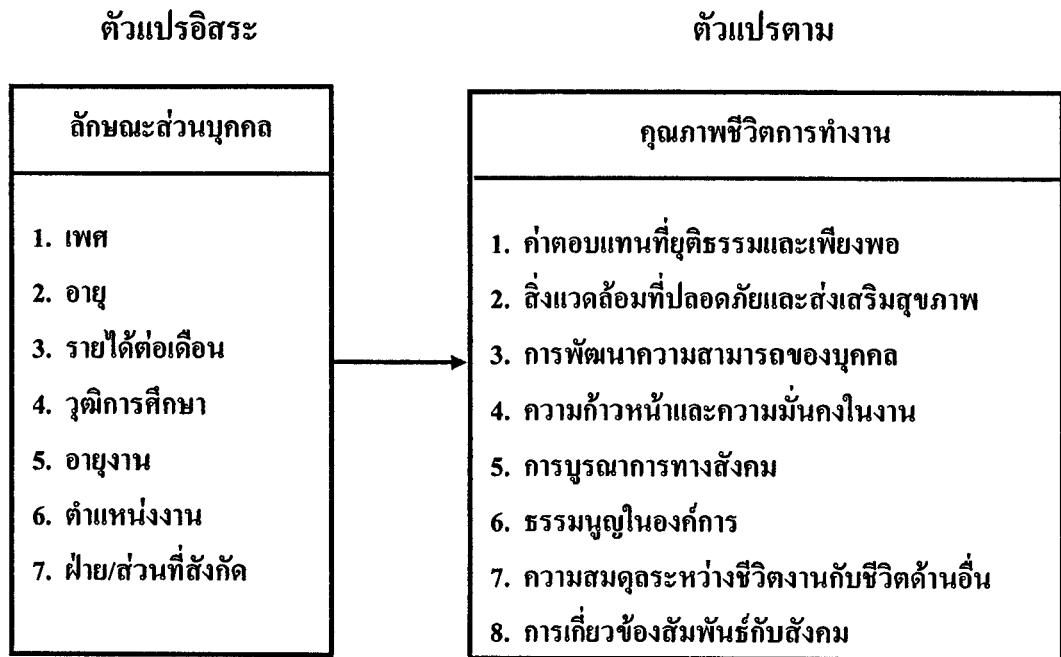 ตัวแปรอิสระ
ตัวแปรตาม
ลักษณะส่วนบุคคล
1. เพศ
2. อายุ
3. รายได้ต่อเดือน
4. วุฒิการศึกษา
5. อายุงาน
6. ตำแหน่งงาน
7. ฝ่าย/ส่วนที่สังกัด
คุณภาพชีวิตการทำงาน
1. ค่าตอบแทนที่ยุติธรรมและเพียงพอ
2. สิ่งแวดล้อมที่ปลอดภัยและส่งเสริมสุขภาพ
3. การพัฒนาความสามารถของบุคคล
4. ความก้าวหน้าและความมั่นคงในงาน
5. การบูรณาการทางสังคม
6. ธรรมนูญในองค์การ
7. ความสมดุลระหว่างชีวิตงานกับชีวิตด้านอื่น
8. การเกี่ยวข้องสัมพันธ์กับสังคม